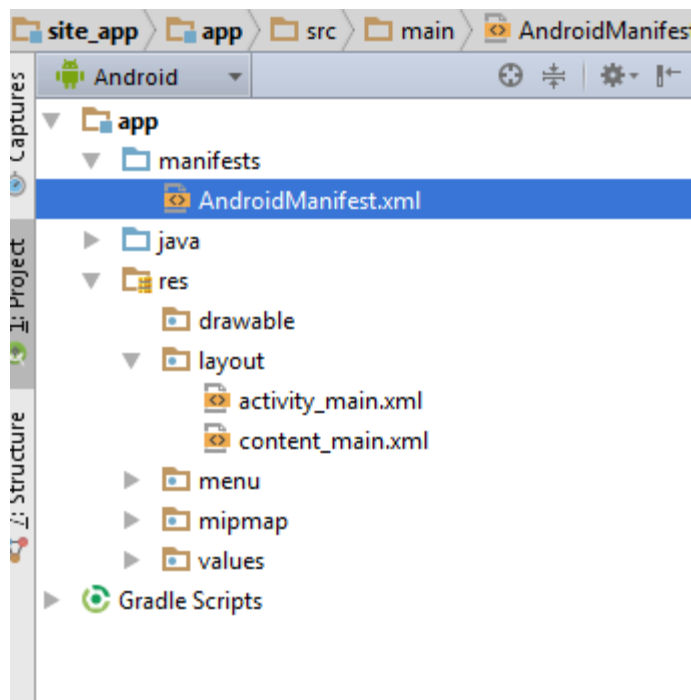 site_app app src main AndroidManifest
Android
app
manifests
AndroidManifest.xml
java
res
drawable
layout
activity_main.xml
content_main.xml
menu
mipmap
values
Gradle Scripts
Captures
1: Project
7: Structure